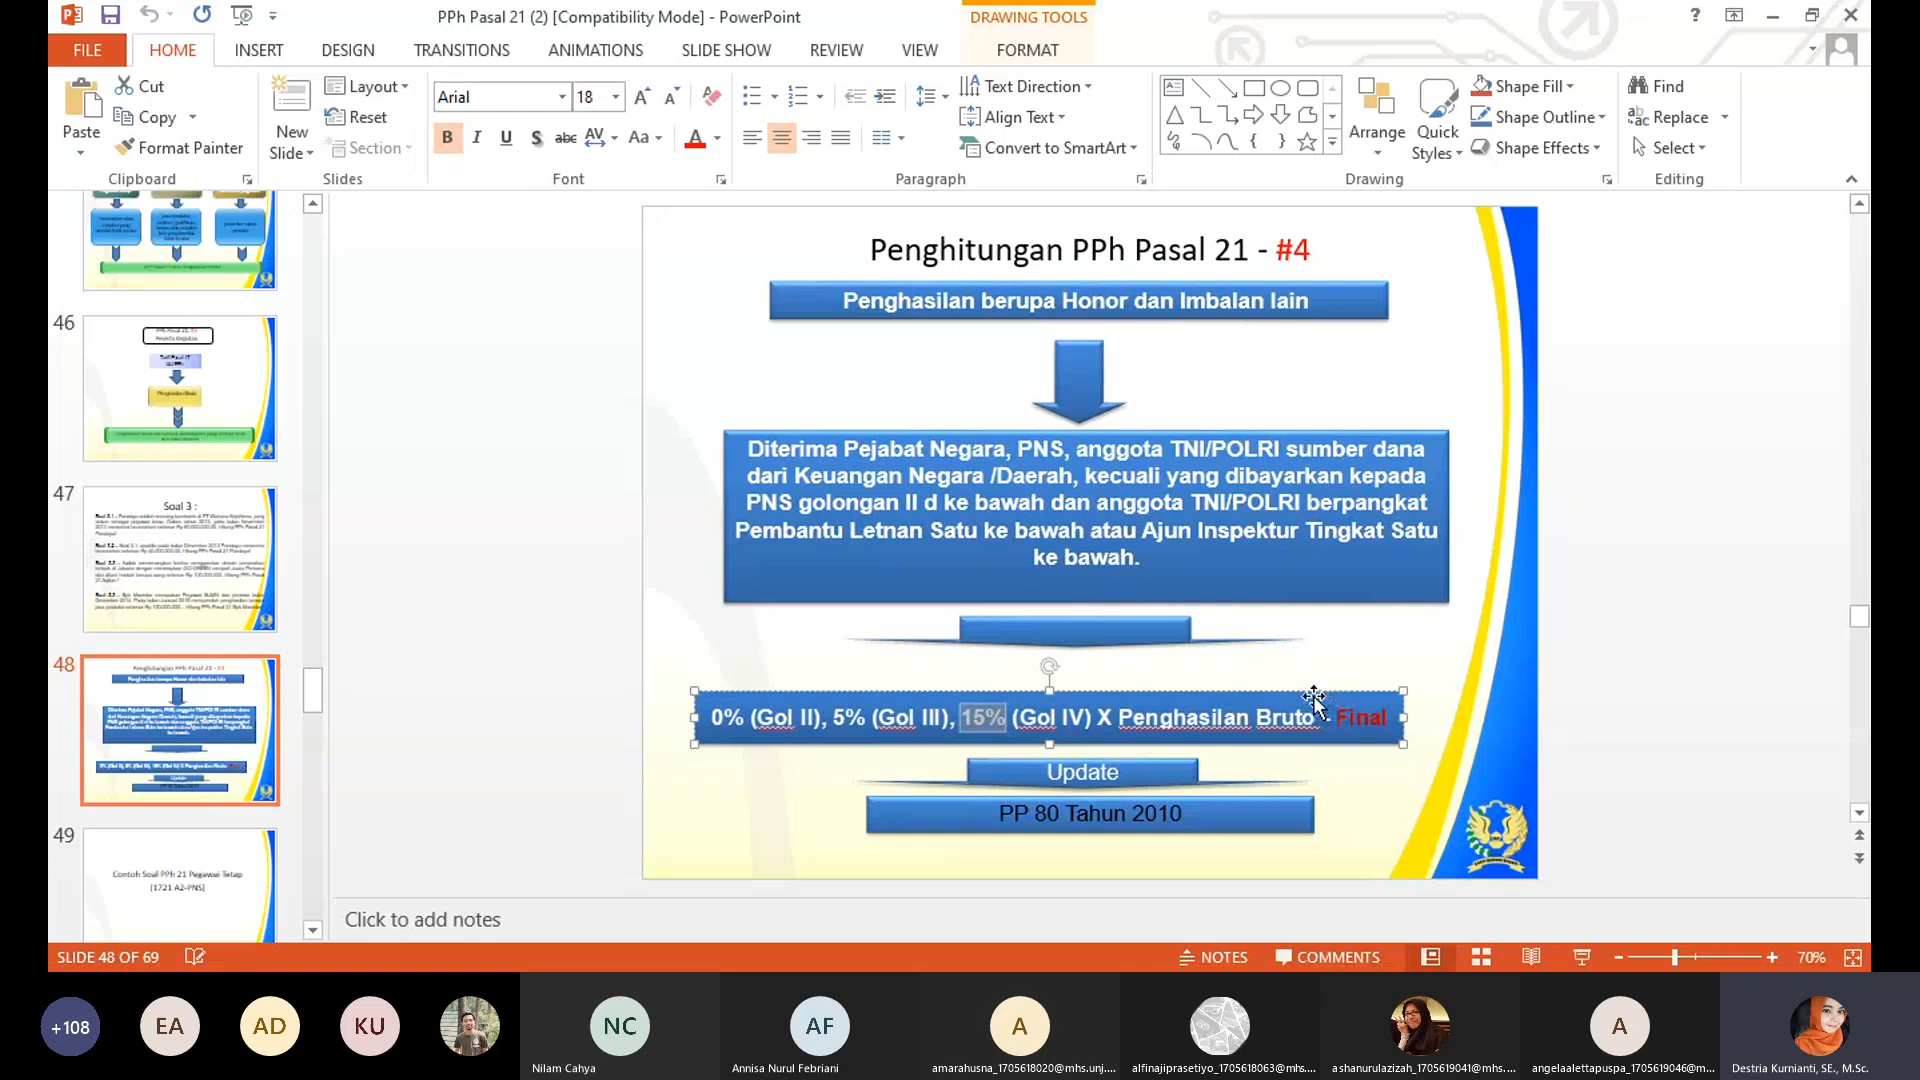 PPh Pasal 21 (2) [Compatibility Mode] - PowerPoint
DRAWING TOOLS
?
FILE
HOME
INSERT
DESIGN
TRANSITIONS
ANIMATIONS
SLIDE SHOW
REVIEW
VIEW
FORMAT
Paste
Cut
Copy
Format Painter
Clipboard
New
Slide
Layout
Reset
Section
Slides
Arial
18
B I U S abc AV Aa A
Font
Text Direction
Align Text
Convert to SmartArt
Paragraph
Arrange
Quick
Styles
Shape Fill
Shape Outline
Shape Effects
Drawing
Find
Replace
Select
Editing
46
47
Soal 3 :
48
Penghitungan PPh Pasal 21 - #4
Update
49
Contoh Soal PPh 21 Pegawai Tetap
(1721 A2-PNS)
Penghitungan PPh Pasal 21 - #4
Penghasilan berupa Honor dan Imbalan lain
Diterima Pejabat Negara, PNS, anggota TNI/POLRI sumber dana
dari Keuangan Negara /Daerah, kecuali yang dibayarkan kepada
PNS golongan II d ke bawah dan anggota TNI/POLRI berpangkat
Pembantu Letnan Satu ke bawah atau Ajun Inspektur Tingkat Satu
ke bawah.
0% (Gol II), 5% (Gol III), 15% (Gol IV) X Penghasilan Bruto - Final
Update
PP 80 Tahun 2010
Click to add notes
SLIDE 48 OF 69
NOTES
COMMENTS
70%
+108
EA
AD
KU
NC
Nilam Cahya
AF
Annisa Nurul Febriani
A
amarahusna_1705618020@mhs.unj....
alfinajiprasetiyo_1705618063@mhs....
ashanurulazizah_1705619041@mhs....
A
angelaalettapuspa_1705619046@m...
Destria Kurnianti, SE., M.Sc.